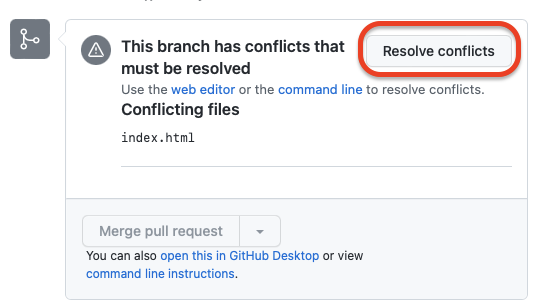 This branch has conflicts that
must be resolved
Resolve conflicts
Use the web editor or the command line to resolve conflicts.
Conflicting files
index.html
Merge pull request
You can also open this in GitHub Desktop or view
command line instructions.